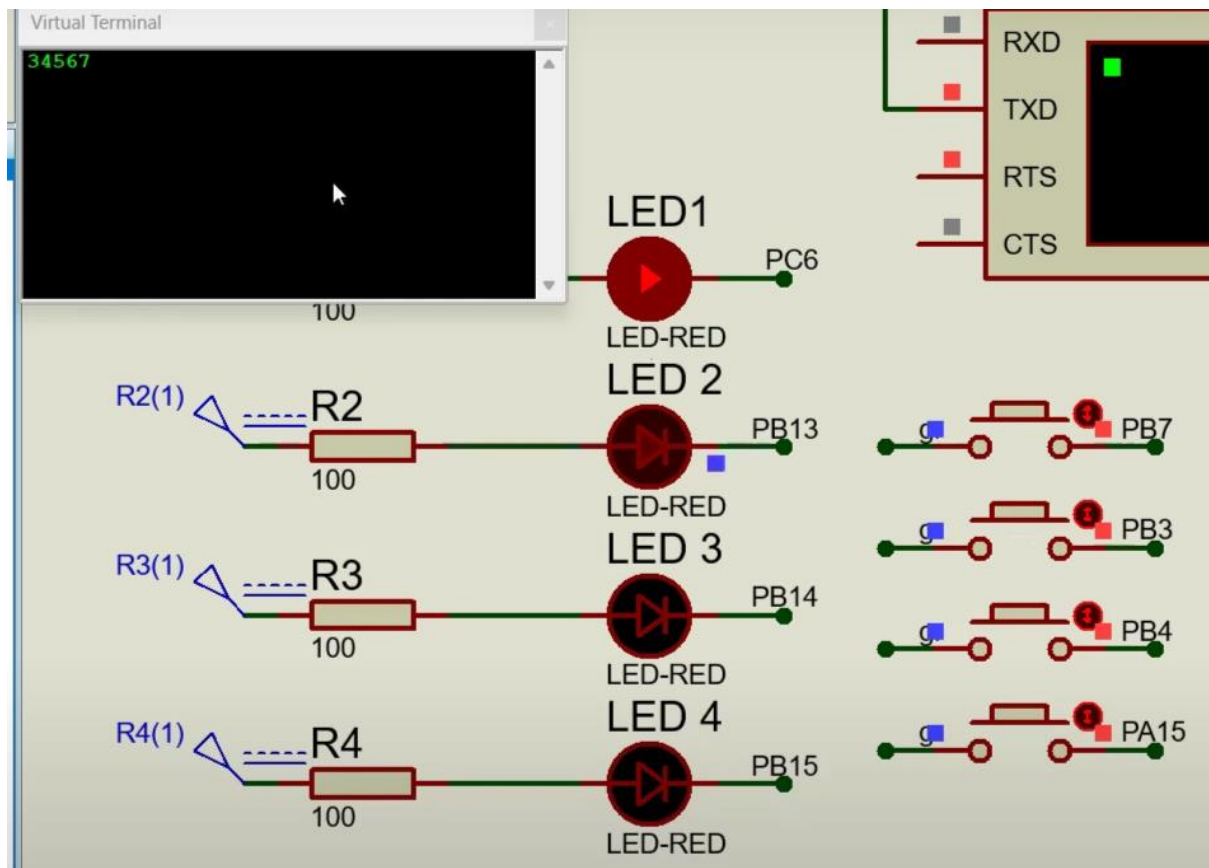 Virtual Terminal
34567
RXD
TXD
RTS
CTS
LED1
PC6
100
LED-RED
LED 2
R2(1)
R2
PB13
100
LED-RED
PB7
LED 3
R3(1)
R3
PB14
100
LED-RED
PB3
PB4
LED 4
R4(1)
R4
PB15
100
LED-RED
PA15